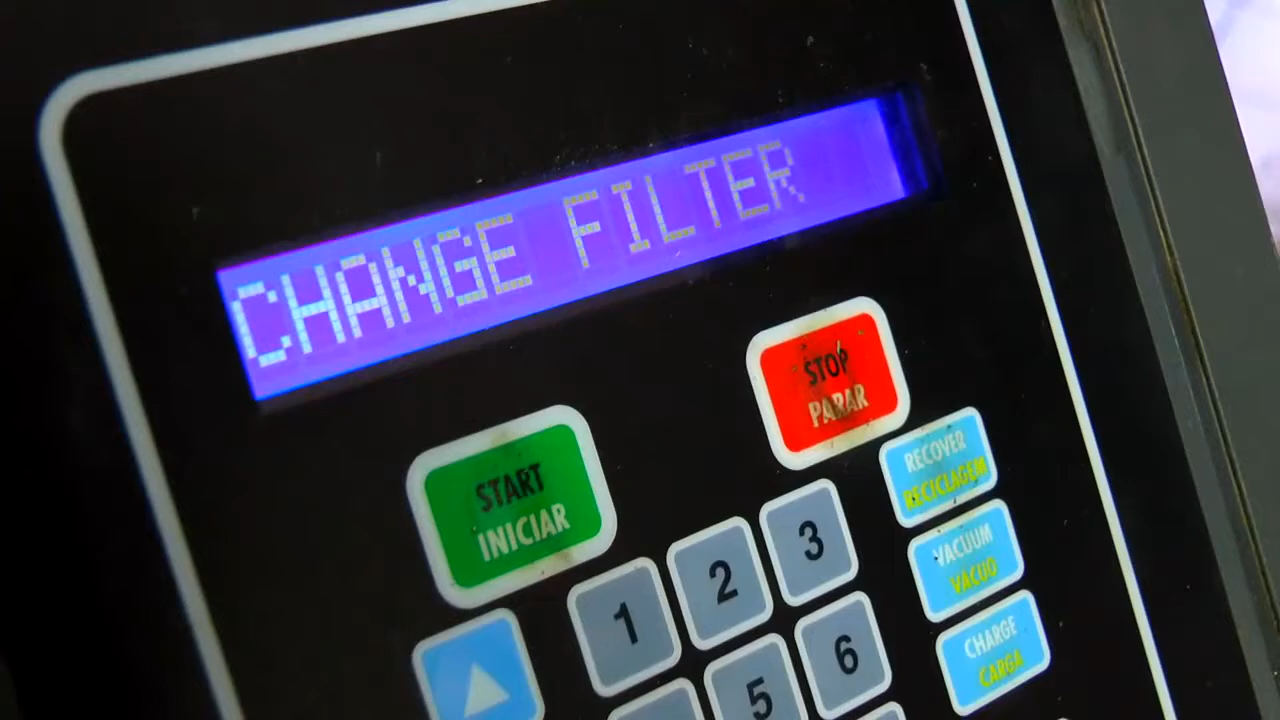 CHANGE FILTER
STOP
PARAR
START
INICIAR
RECOVER
RECICLAGEM
VACUUM
VACUO
CHARGE
CARGA
1
2
3
5
6